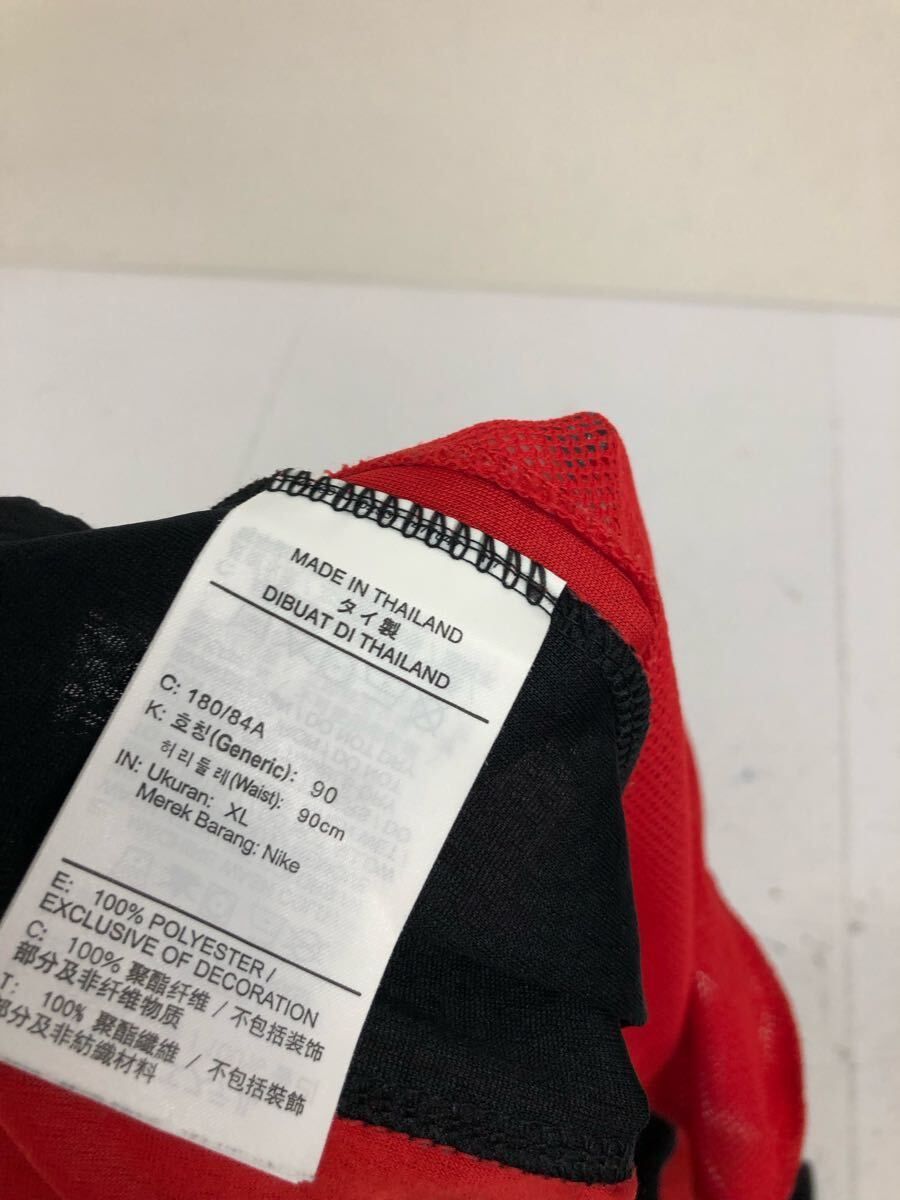 MADE IN THAILAND
タイ製
DIBUAT DI THAILAND
C: 180/84A
K: 호칭(Generic): 90
허리둘레(Waist): 90cm
IN: Ukuran: XL
Merek Barang: Nike
E: 100% POLYESTER /
EXCLUSIVE OF DECORATION
C: 100% 聚酯纤维 / 不包括装饰
部分及非纤维物质
T: 100% 聚酯纖維 / 不包括裝飾
部分及非紡織材料